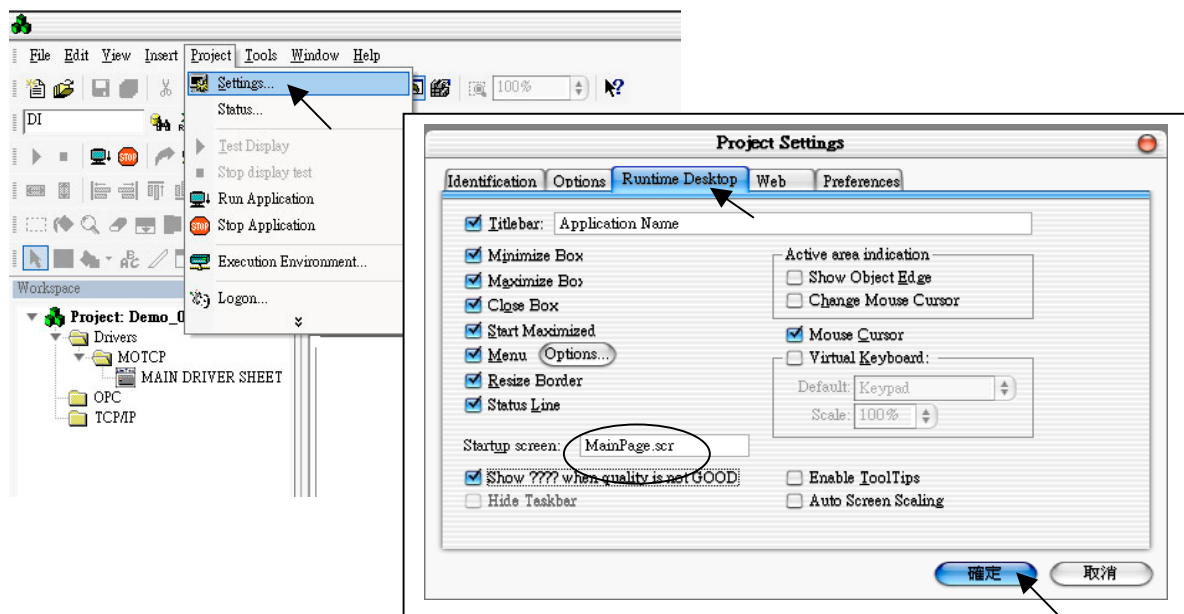 File Edit View Insert Project Tools Window Help
Settings...
100%
Status...
DI
Test Display
Stop display test
Run Application
STOP
STOP
Stop Application
ABC
Execution Environment...
Workspace
Logon...
Project: Demo_0
Drivers
MOTCP
MAIN DRIVER SHEET
OPC
TCP/IP
Project Settings
Identification Options Runtime Desktop Web Preferences
Titlebar: Application Name
Minimize Box
Maximize Box
Close Box
Start Maximized
Menu Options...
Resize Border
Status Line
Startup screen: MainPage.scr
Show ???? when quality is not GOOD
Hide Taskbar
Active area indication
Show Object Edge
Change Mouse Cursor
Mouse Cursor
Virtual Keyboard:
Default: Keypad
Scale: 100%
Enable ToolTips
Auto Screen Scaling
確定 取消